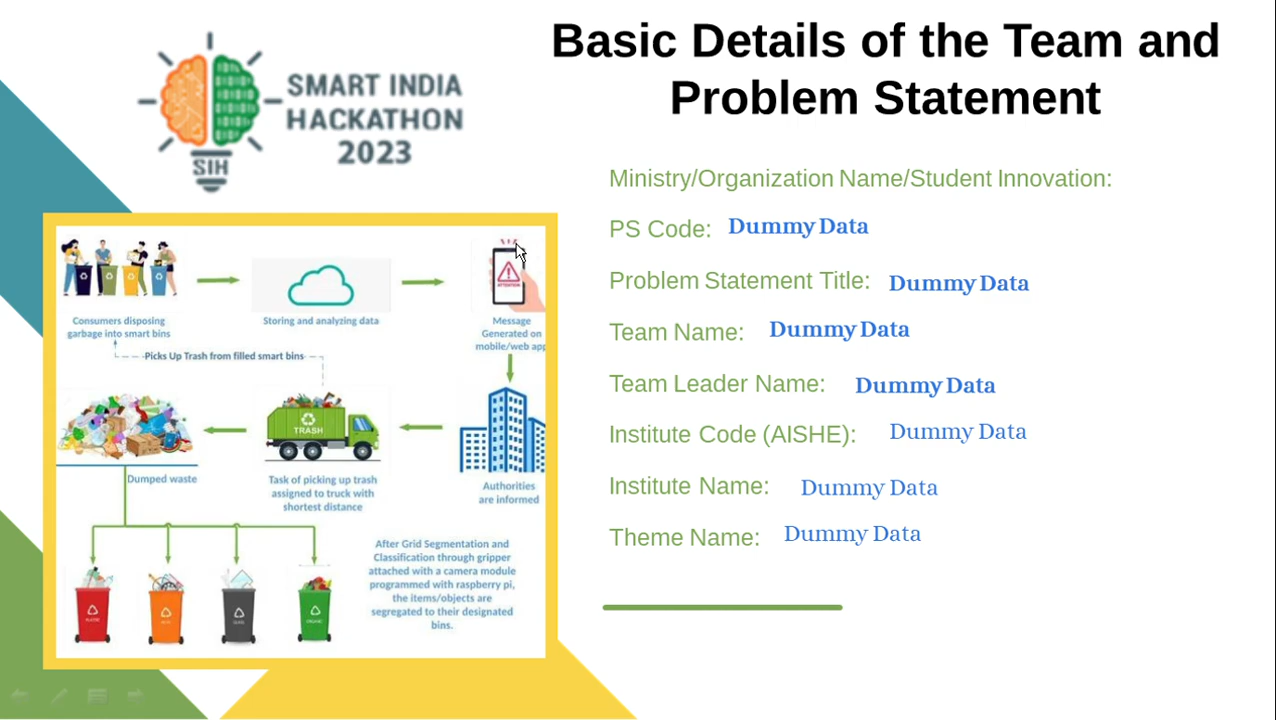 Basic Details of the Team and
Problem Statement
SMART INDIA
HACKATHON
2023
SIH
Ministry/Organization Name/Student Innovation:
PS Code: Dummy Data
Problem Statement Title: Dummy Data
Team Name: Dummy Data
Team Leader Name: Dummy Data
Institute Code (AISHE): Dummy Data
Institute Name: Dummy Data
Theme Name: Dummy Data
Consumers disposing
garbage into smart bins
Storing and analyzing data
ATTENTION
Message
Generated on
mobile/web app
Picks Up Trash from filled smart bins
TRASH
Dumped waste
Task of picking up trash
assigned to truck with
shortest distance
Authorities
are informed
After Grid Segmentation and
Classification through gripper
attached with a camera module
programmed with raspberry pi,
the items/objects are
segregated to their designated
bins.